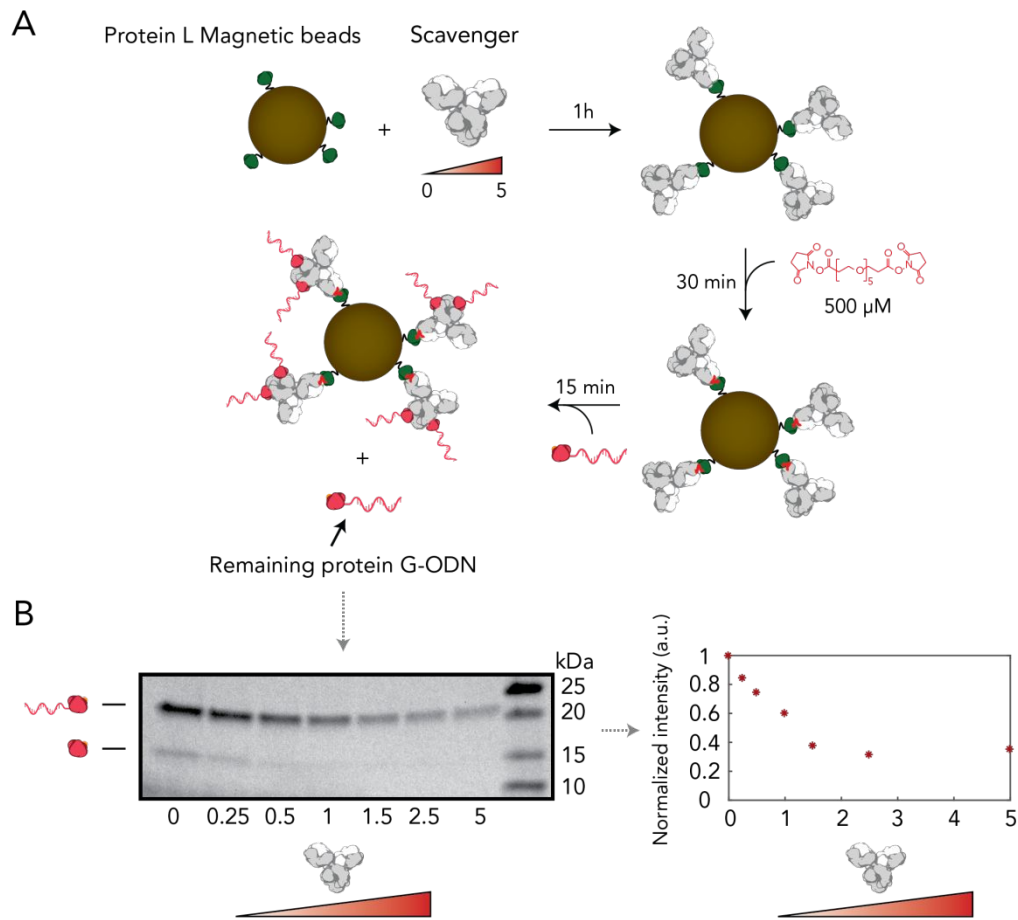 A
Protein L Magnetic beads
Scavenger
+
1h
0 5
30 min
O
O
N
O
O
O
5
O
O
N
O
O
500 µM
15 min
+
Remaining protein G-ODN
B
kDa
25
20
15
10
0 0.25 0.5 1 1.5 2.5 5
Normalized intensity (a.u.)
1
0.8
0.6
0.4
0.2
0
0 1 2 3 4 5